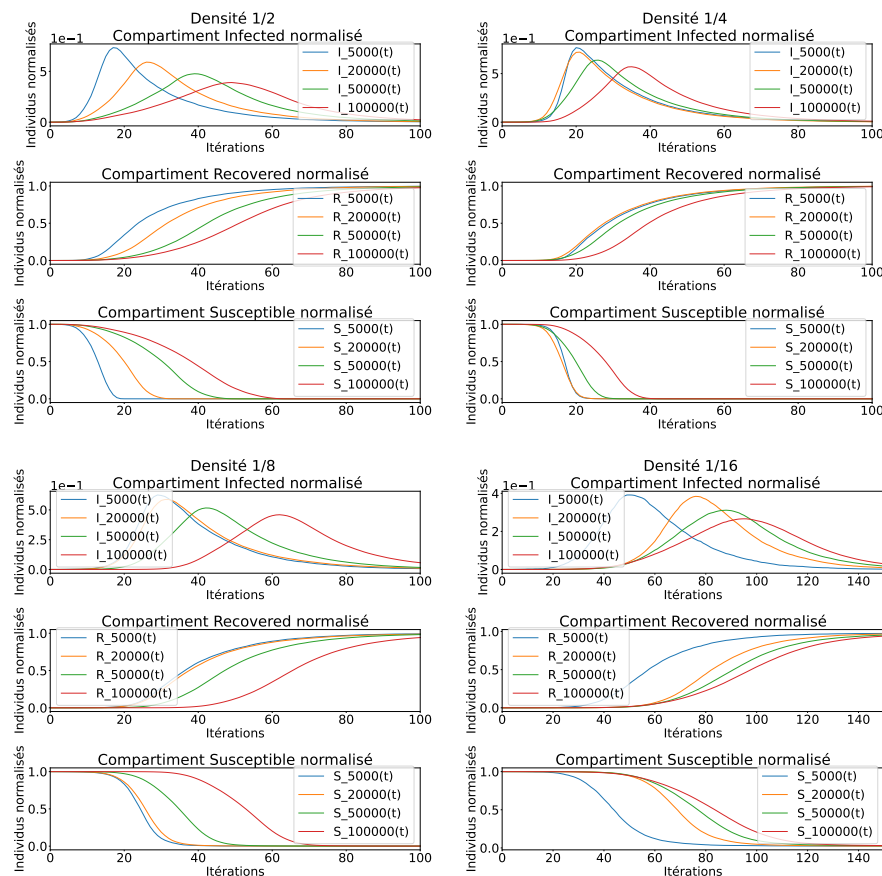 Densité 1/2
Compartiment Infected normalisé
1e−1
Individus normalisés
5
0
I_5000(t)
I_20000(t)
I_50000(t)
I_100000(t)
0 20 40 60 80 100
Itérations
Compartiment Recovered normalisé
Individus normalisés
1.0
0.5
0.0
R_5000(t)
R_20000(t)
R_50000(t)
R_100000(t)
0 20 40 60 80 100
Itérations
Compartiment Susceptible normalisé
Individus normalisés
1.0
0.5
0.0
S_5000(t)
S_20000(t)
S_50000(t)
S_100000(t)
0 20 40 60 80 100
Itérations
Densité 1/4
Compartiment Infected normalisé
1e−1
Individus normalisés
5
0
I_5000(t)
I_20000(t)
I_50000(t)
I_100000(t)
0 20 40 60 80 100
Itérations
Compartiment Recovered normalisé
Individus normalisés
1.0
0.5
0.0
R_5000(t)
R_20000(t)
R_50000(t)
R_100000(t)
0 20 40 60 80 100
Itérations
Compartiment Susceptible normalisé
Individus normalisés
1.0
0.5
0.0
S_5000(t)
S_20000(t)
S_50000(t)
S_100000(t)
0 20 40 60 80 100
Itérations
Densité 1/8
Compartiment Infected normalisé
1e−1
Individus normalisés
5.0
2.5
0.0
I_5000(t)
I_20000(t)
I_50000(t)
I_100000(t)
0 20 40 60 80 100
Itérations
Compartiment Recovered normalisé
Individus normalisés
1.0
0.5
0.0
R_5000(t)
R_20000(t)
R_50000(t)
R_100000(t)
0 20 40 60 80 100
Itérations
Compartiment Susceptible normalisé
Individus normalisés
1.0
0.5
0.0
S_5000(t)
S_20000(t)
S_50000(t)
S_100000(t)
0 20 40 60 80 100
Itérations
Densité 1/16
Compartiment Infected normalisé
1e−1
Individus normalisés
4
2
0
I_5000(t)
I_20000(t)
I_50000(t)
I_100000(t)
0 20 40 60 80 100 120 140
Itérations
Compartiment Recovered normalisé
Individus normalisés
1.0
0.5
0.0
R_5000(t)
R_20000(t)
R_50000(t)
R_100000(t)
0 20 40 60 80 100 120 140
Itérations
Compartiment Susceptible normalisé
Individus normalisés
1.0
0.5
0.0
S_5000(t)
S_20000(t)
S_50000(t)
S_100000(t)
0 20 40 60 80 100 120 140
Itérations